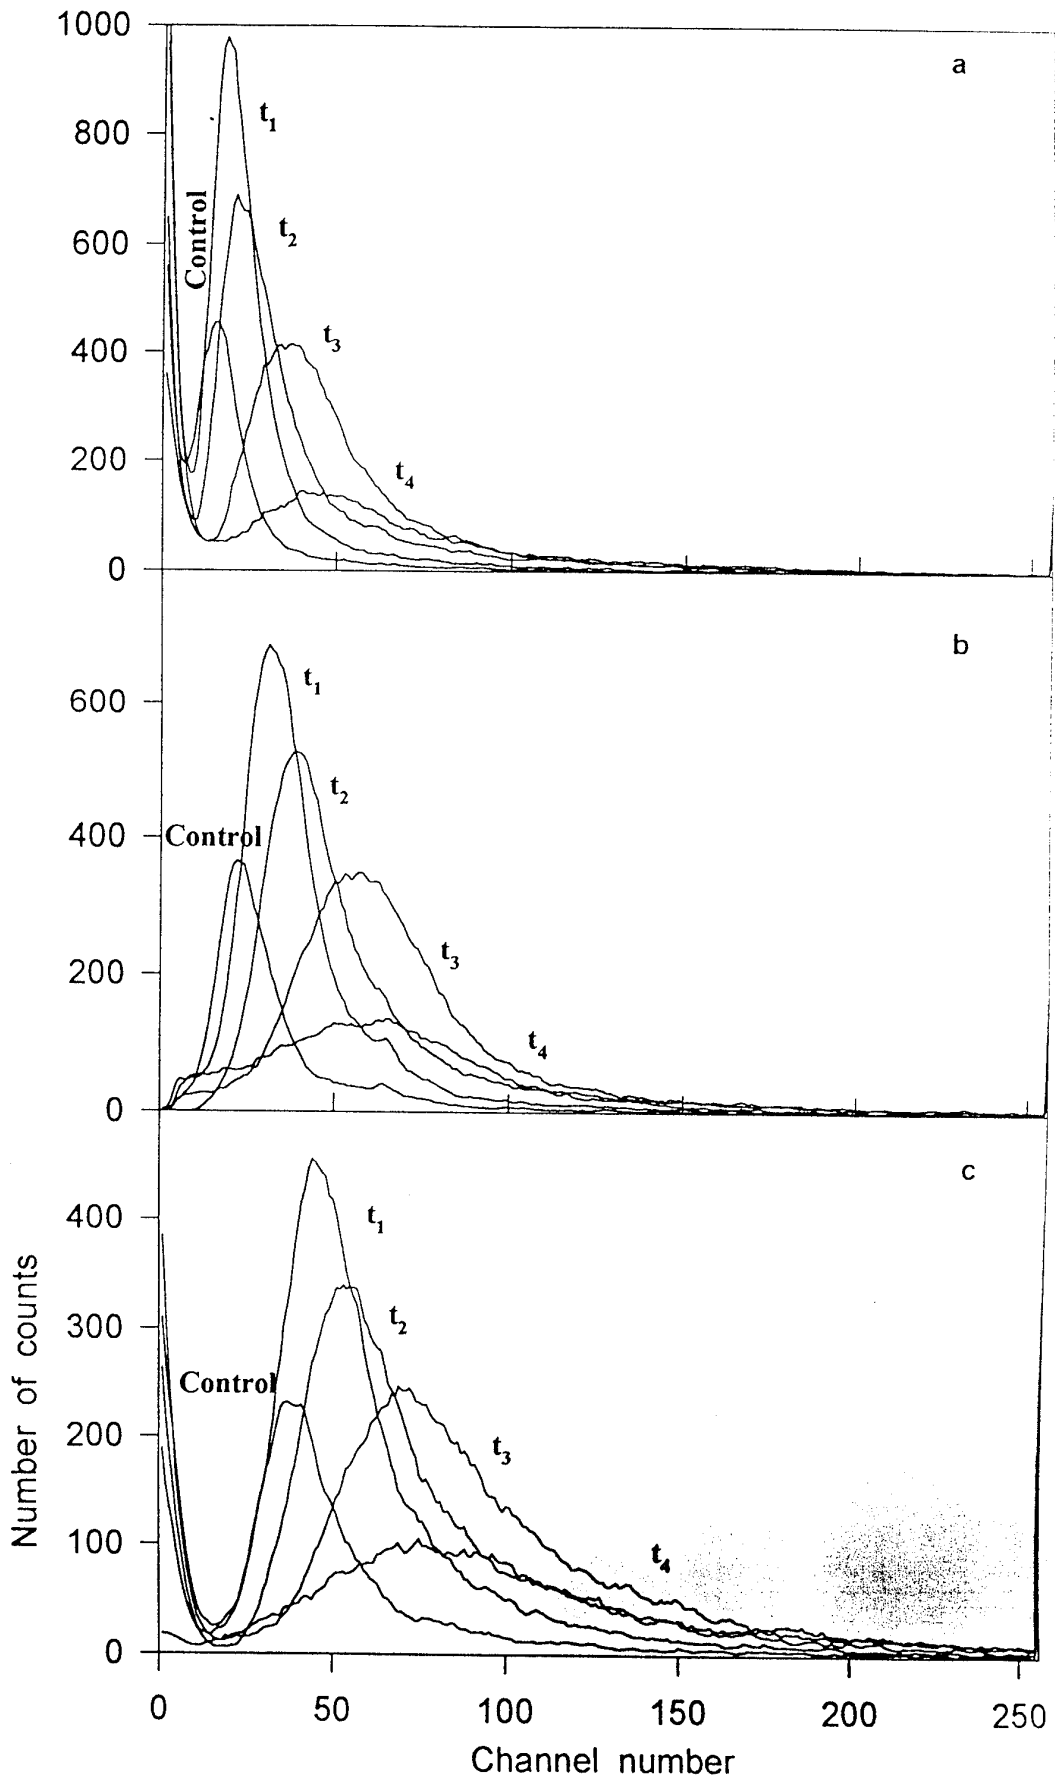 1000
a
800
t1
Control
600
t2
400
t3
200
t4
0
b
600
t1
t2
400
Control
200
t3
t4
0
c
400
t1
300
t2
Control
200
t3
100
t4
0
Number of counts
0 50 100 150 200 250
Channel number